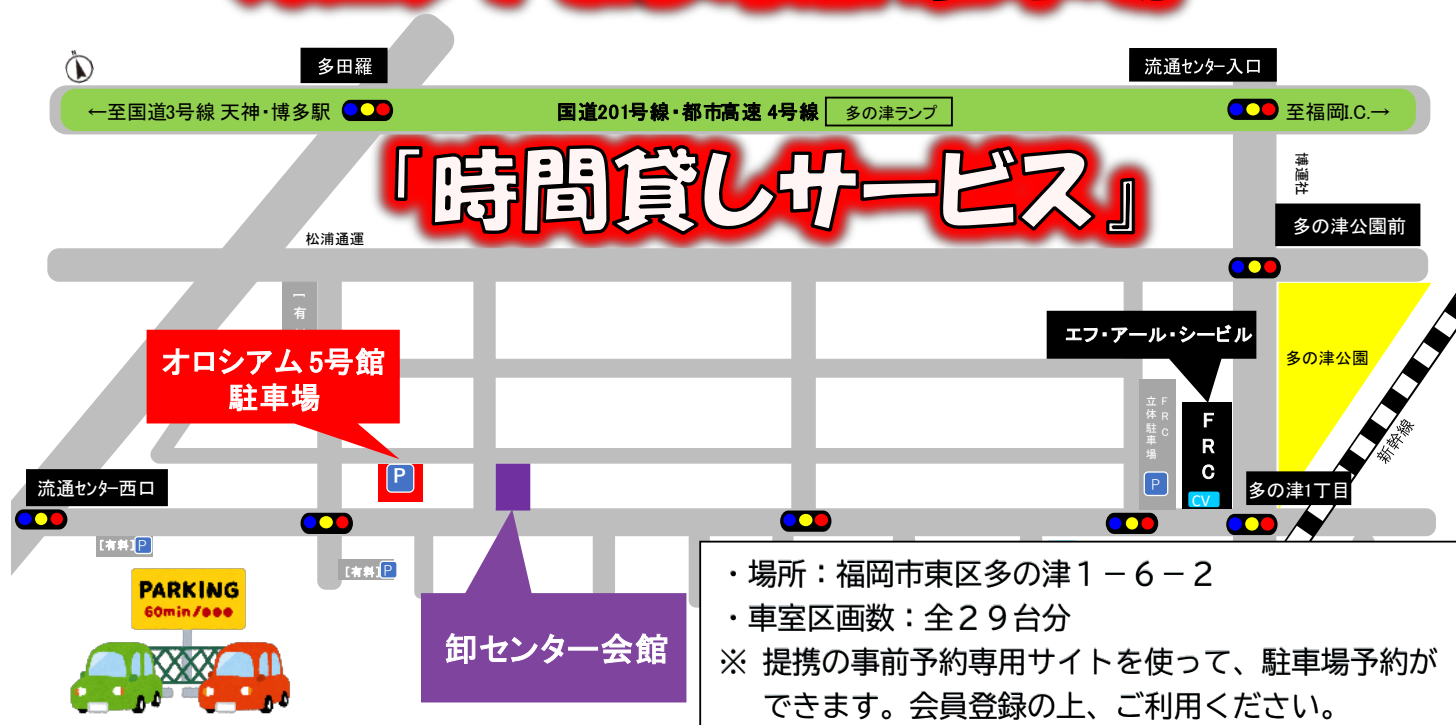 N
多田羅
流通センター入口
←至国道3号線 天神・博多駅
国道201号線・都市高速 4号線
多の津ランプ
至福岡I.C.→
『時間貸しサービス』
博運社
多の津公園前
松浦通運
[有
エフ・アール・シービル
オロシアム5号館
駐車場
多の津公園
FRC
立体駐車場
P
FRC
CV
新幹線
P
流通センター西口
多の津1丁目
[有料]P
[有料]P
PARKING
60min/●●●
卸センター会館
・場所：福岡市東区多の津１－６－２
・車室区画数：全２９台分
※ 提携の事前予約専用サイトを使って、駐車場予約が
できます。会員登録の上、ご利用ください。